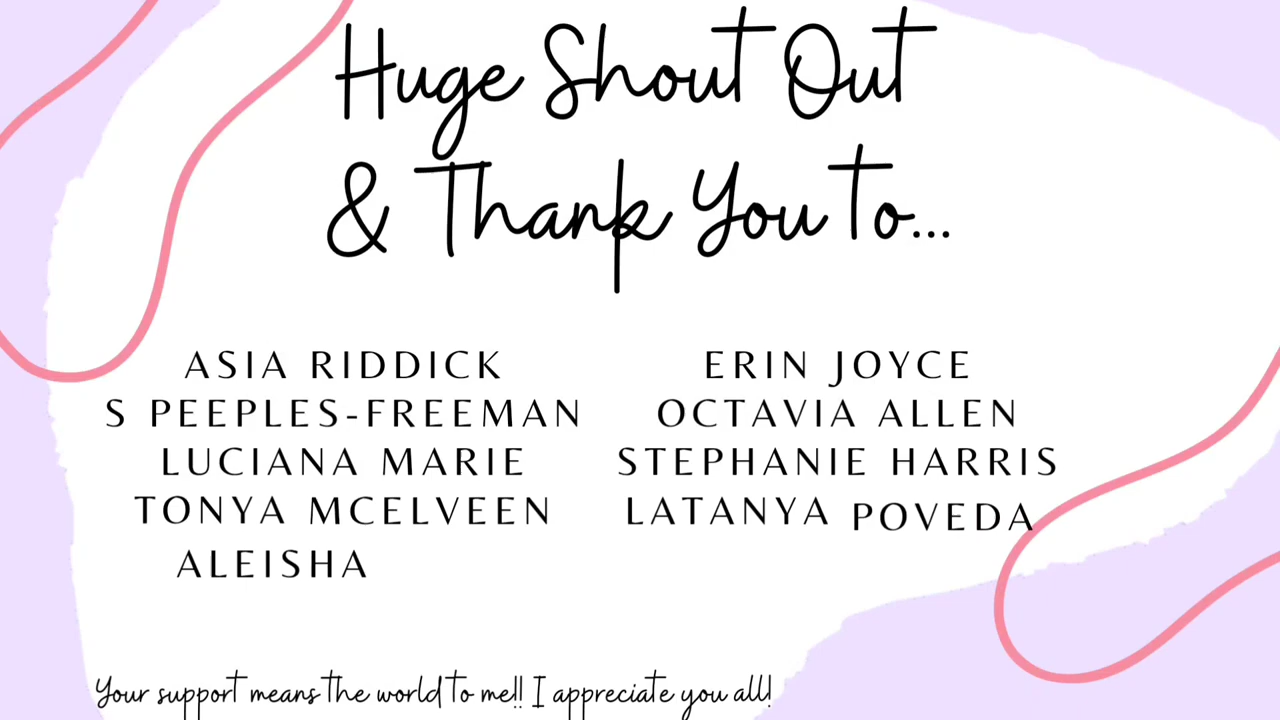 Huge Shout Out
& Thank You to...
ASIA RIDDICK
S PEEPLES-FREEMAN
LUCIANA MARIE
TONYA MCELVEEN
ALEISHA
ERIN JOYCE
OCTAVIA ALLEN
STEPHANIE HARRIS
LATANYA POVEDA
Your support means the world to me!! I appreciate you all!